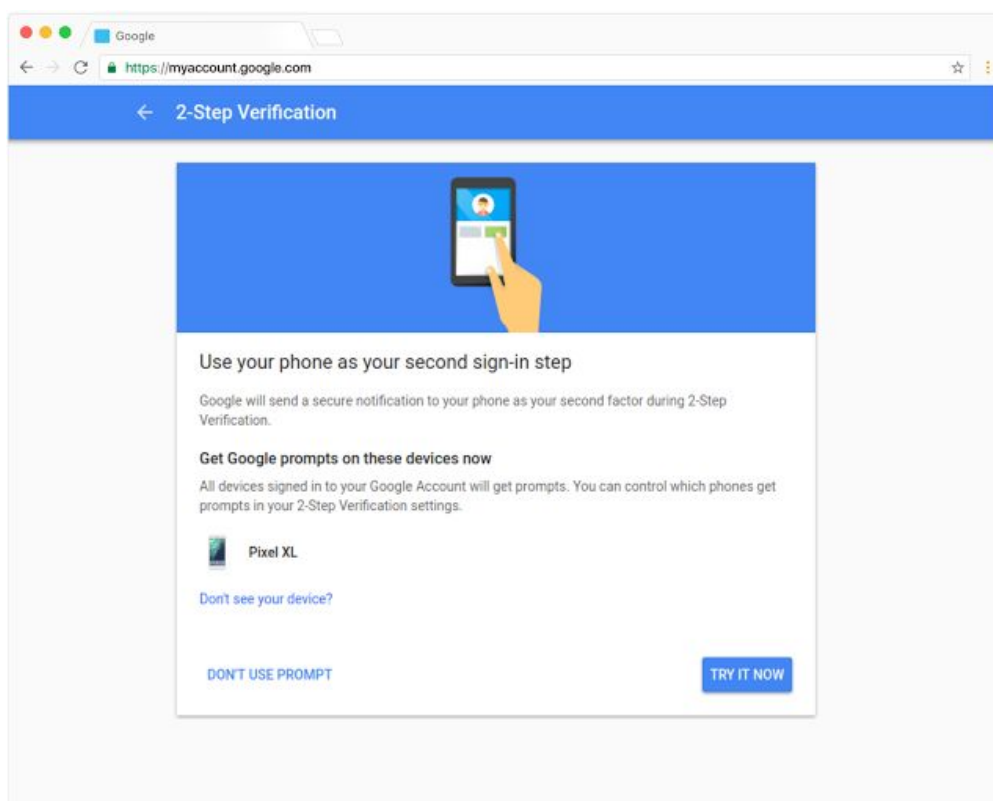 Google
https://myaccount.google.com
2-Step Verification
Use your phone as your second sign-in step
Google will send a secure notification to your phone as your second factor during 2-Step
Verification.
Get Google prompts on these devices now
All devices signed in to your Google Account will get prompts. You can control which phones get
prompts in your 2-Step Verification settings.
Pixel XL
Don't see your device?
DON'T USE PROMPT
TRY IT NOW